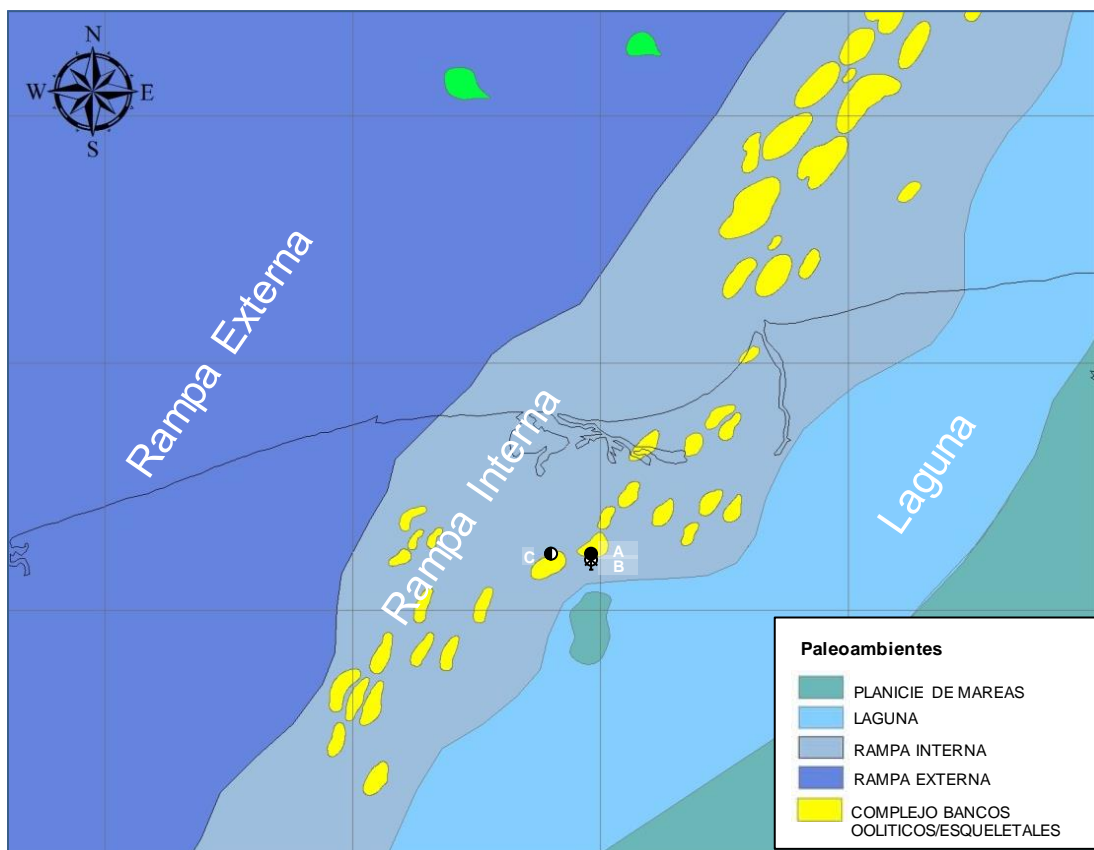 N
W E
S
Rampa Externa
Rampa Interna
Laguna
A
C
B
Paleoambientes
PLANICIE DE MAREAS
LAGUNA
RAMPA INTERNA
RAMPA EXTERNA
COMPLEJO BANCOS
OOLITICOS/ESQUELETALES